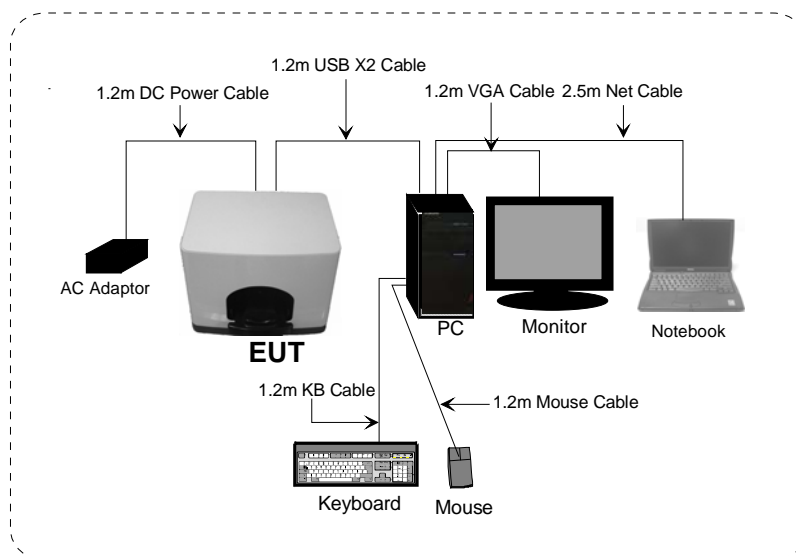 1.2m USB X2 Cable
1.2m DC Power Cable
1.2m VGA Cable
2.5m Net Cable
AC Adaptor
EUT
PC
Monitor
Notebook
1.2m KB Cable
1.2m Mouse Cable
Keyboard
Mouse